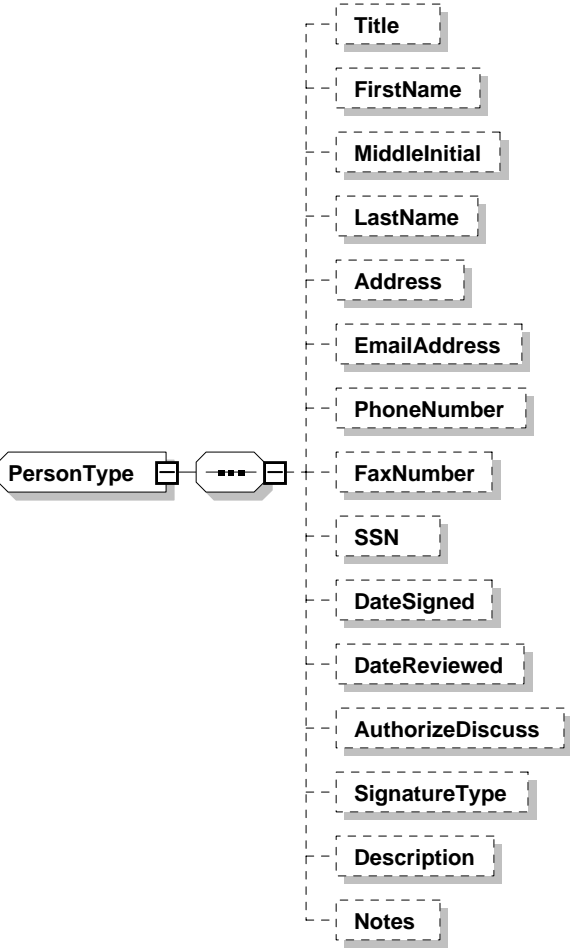 Title
FirstName
MiddleInitial
LastName
Address
EmailAddress
PhoneNumber
PersonType
FaxNumber
SSN
DateSigned
DateReviewed
AuthorizeDiscuss
SignatureType
Description
Notes